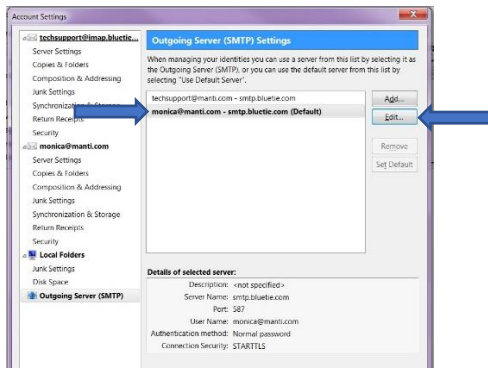 Account Settings
techsupport@imap.bluetie...
Server Settings
Copies & Folders
Composition & Addressing
Junk Settings
Synchronization & Storage
Return Receipts
Security
monica@manti.com
Server Settings
Copies & Folders
Composition & Addressing
Junk Settings
Synchronization & Storage
Return Receipts
Security
Local Folders
Junk Settings
Disk Space
Outgoing Server (SMTP)
Outgoing Server (SMTP) Settings
When managing your identities you can use a server from this list by selecting it as
the Outgoing Server (SMTP), or you can use the default server from this list by
selecting "Use Default Server".
techsupport@manti.com - smtp.bluetie.com
monica@manti.com - smtp.bluetie.com (Default)
Add...
Edit...
Remove
Set Default
Details of selected server:
Description: <not specified>
Server Name: smtp.bluetie.com
Port: 587
User Name: monica@manti.com
Authentication method: Normal password
Connection Security: STARTTLS